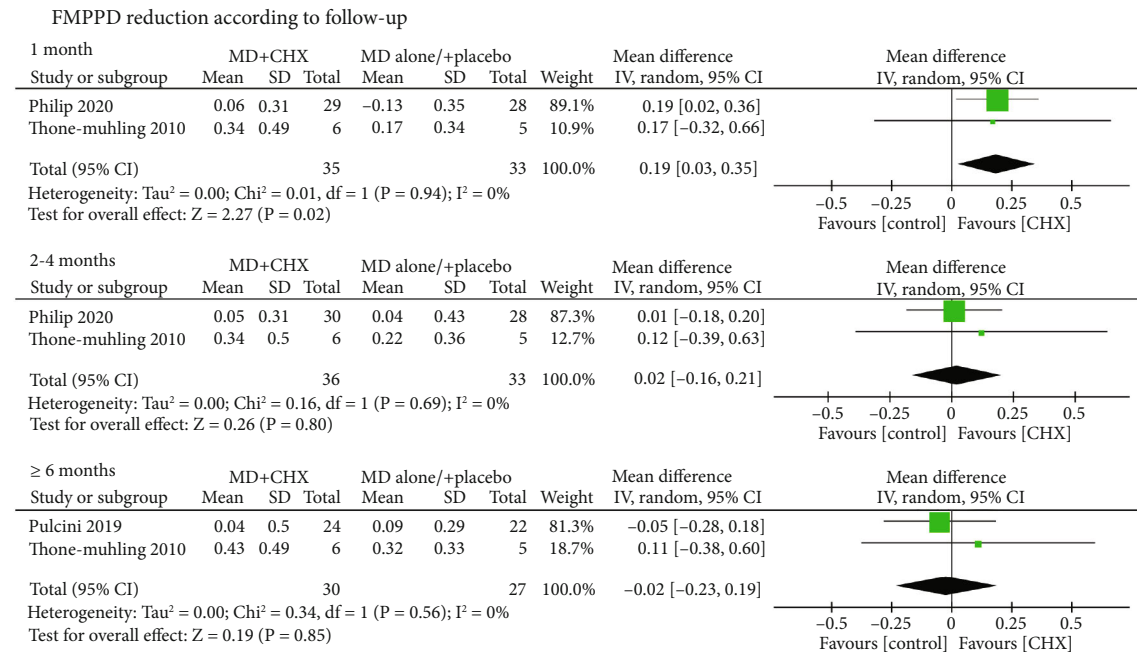 FMPPD reduction according to follow-up
1 month MD+CHX MD alone/+placebo Mean difference Mean difference
Study or subgroup Mean SD Total Mean SD Total Weight IV, random, 95% CI IV, random, 95% CI
Philip 2020 0.06 0.31 29 –0.13 0.35 28 89.1% 0.19 [0.02, 0.36]
Thone-muhling 2010 0.34 0.49 6 0.17 0.34 5 10.9% 0.17 [–0.32, 0.66]
Total (95% CI) 35 33 100.0% 0.19 [0.03, 0.35]
Heterogeneity: Tau² = 0.00; Chi² = 0.01, df = 1 (P = 0.94); I² = 0%
Test for overall effect: Z = 2.27 (P = 0.02)
–0.5 –0.25 0 0.25 0.5
Favours [control] Favours [CHX]
2-4 months MD+CHX MD alone/+placebo Mean difference Mean difference
Study or subgroup Mean SD Total Mean SD Total Weight IV, random, 95% CI IV, random, 95% CI
Philip 2020 0.05 0.31 30 0.04 0.43 28 87.3% 0.01 [–0.18, 0.20]
Thone-muhling 2010 0.34 0.5 6 0.22 0.36 5 12.7% 0.12 [–0.39, 0.63]
Total (95% CI) 36 33 100.0% 0.02 [–0.16, 0.21]
Heterogeneity: Tau² = 0.00; Chi² = 0.16, df = 1 (P = 0.69); I² = 0%
Test for overall effect: Z = 0.26 (P = 0.80)
–0.5 –0.25 0 0.25 0.5
Favours [control] Favours [CHX]
≥ 6 months MD+CHX MD alone/+placebo Mean difference Mean difference
Study or subgroup Mean SD Total Mean SD Total Weight IV, random, 95% CI IV, random, 95% CI
Pulcini 2019 0.04 0.5 24 0.09 0.29 22 81.3% –0.05 [–0.28, 0.18]
Thone-muhling 2010 0.43 0.49 6 0.32 0.33 5 18.7% 0.11 [–0.38, 0.60]
Total (95% CI) 30 27 100.0% –0.02 [–0.23, 0.19]
Heterogeneity: Tau² = 0.00; Chi² = 0.34, df = 1 (P = 0.56); I² = 0%
Test for overall effect: Z = 0.19 (P = 0.85)
–0.5 –0.25 0 0.25 0.5
Favours [control] Favours [CHX]